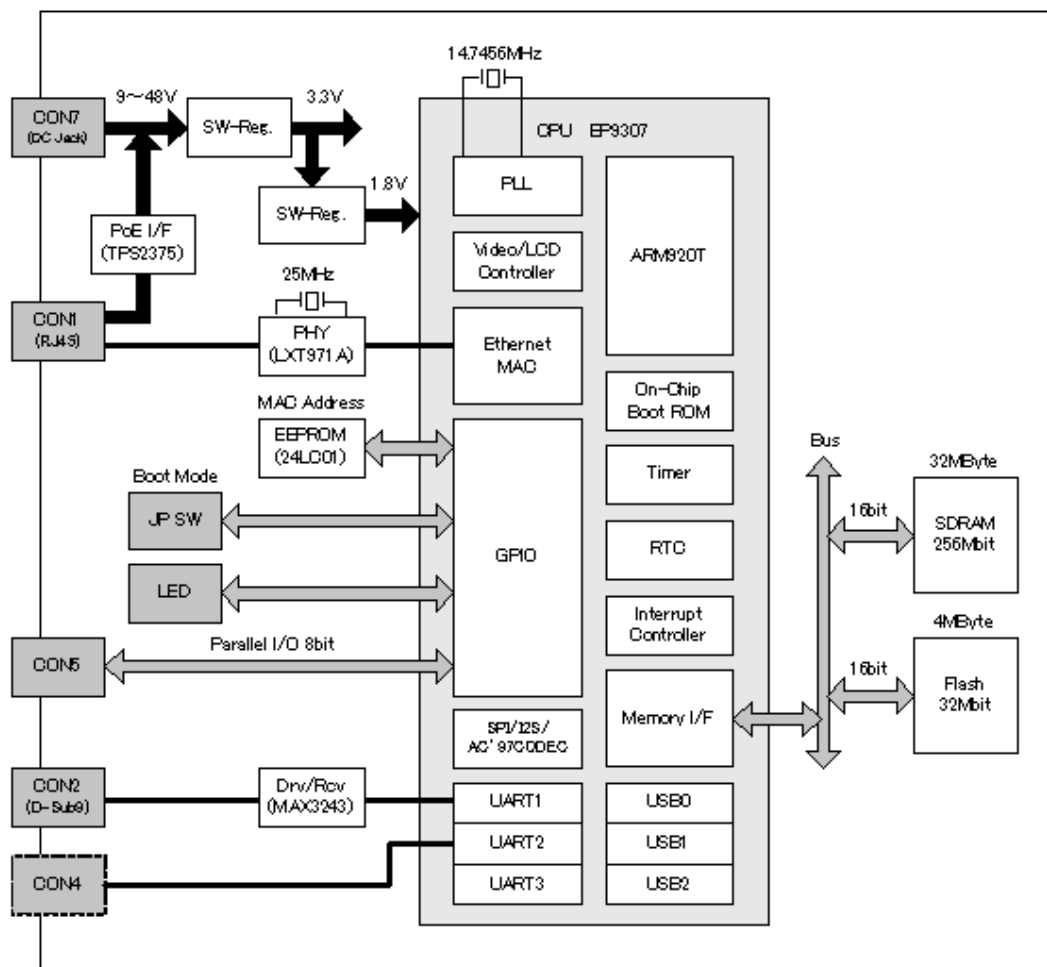 14.7456MHz
CON7
(DC Jack)
9～48V
SW-Reg.
3.3V
SW-Reg.
1.8V
PoE I/F
(TPS2375)
CON1
(RJ45)
25MHz
PHY
(LXT971A)
MAC Address
EEPROM
(24LC01)
Boot Mode
JP SW
LED
CON5
Parallel I/O 8bit
CON2
(D-Sub9)
Drv/Rcv
(MAX3243)
CON4
CPU EP9307
PLL
Video/LCD
Controller
Ethernet
MAC
GPIO
SPI/I2S/
AC'97CODEC
UART1
UART2
UART3
ARM920T
On-Chip
Boot ROM
Timer
RTC
Interrupt
Controller
Memory I/F
USB0
USB1
USB2
Bus
16bit
32MByte
SDRAM
256Mbit
16bit
4MByte
Flash
32Mbit